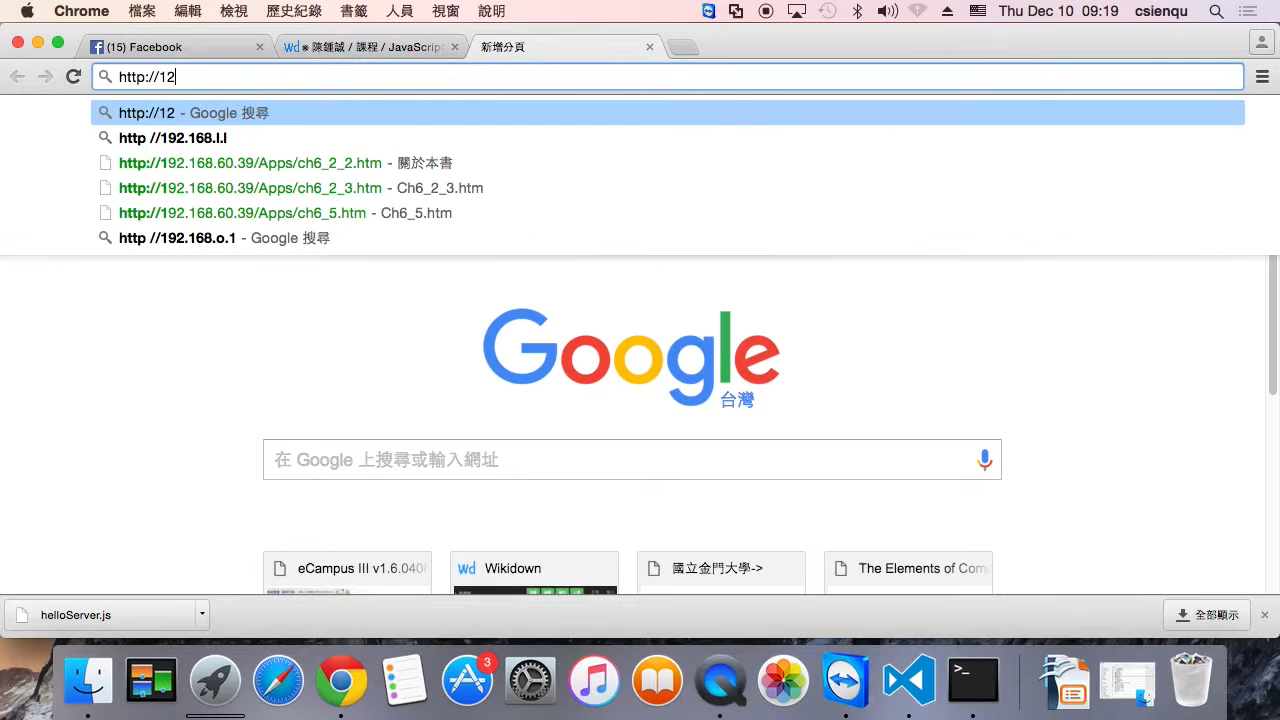 Chrome 檔案 編輯 檢視 歷史紀錄 書籤 人員 視窗 說明 Thu Dec 10 09:19 csienqu
(15) Facebook
wd ※ 陳鍾誠 / 課程 / JavaScript
新增分頁
http://12
http://12 - Google 搜尋
http //192.168.l.l
http://192.168.60.39/Apps/ch6_2_2.htm - 關於本書
http://192.168.60.39/Apps/ch6_2_3.htm - Ch6_2_3.htm
http://192.168.60.39/Apps/ch6_5.htm - Ch6_5.htm
http //192.168.o.1 - Google 搜尋
Google
台灣
在 Google 上搜尋或輸入網址
eCampus III v1.6.0406
wd Wikidown
國立金門大學->
The Elements of Com
helloServer.js
全部顯示
3
>_